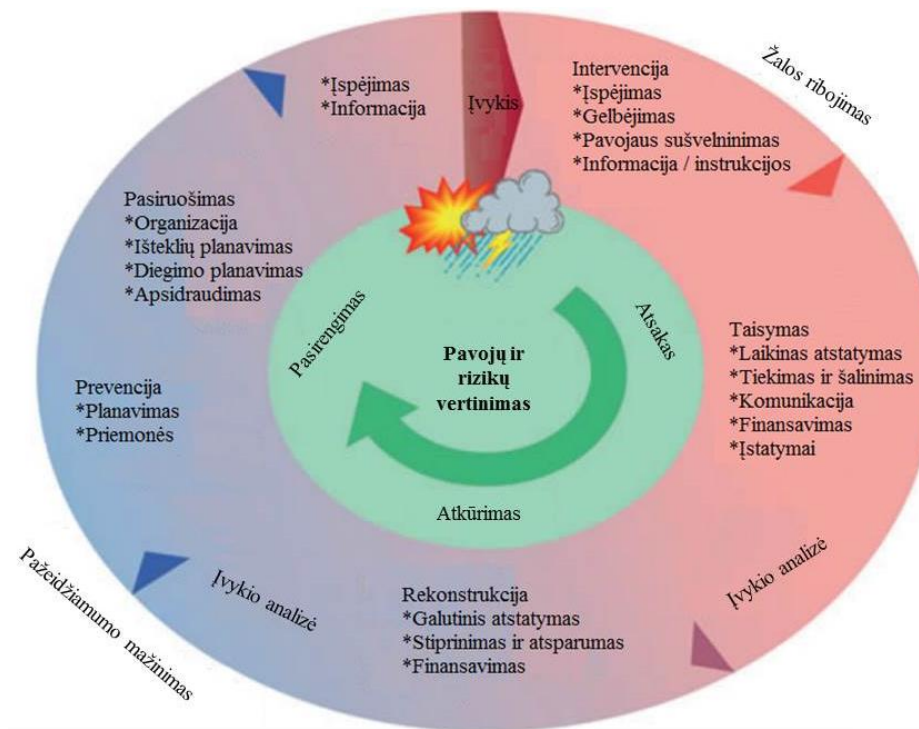 *Įspėjimas
*Informacija
Įvykis
Intervencija
*Įspėjimas
*Gelbėjimas
*Pavojaus sušvelninimas
*Informacija / instrukcijos
Žalos ribojimas
Pasiruošimas
*Organizacija
*Išteklių planavimas
*Diegimo planavimas
*Apsidraudimas
Pasirengimas
Pavojų ir
rizikų
vertinimas
Atsakas
Atkūrimas
Taisymas
*Laikinas atstatymas
*Tiekimas ir šalinimas
*Komunikacija
*Finansavimas
*Įstatymai
Prevencija
*Planavimas
*Priemonės
Pažeidžiamumo mažinimas
Įvykio analizė
Rekonstrukcija
*Galutinis atstatymas
*Stiprinimas ir atsparumas
*Finansavimas
Įvykio analizė